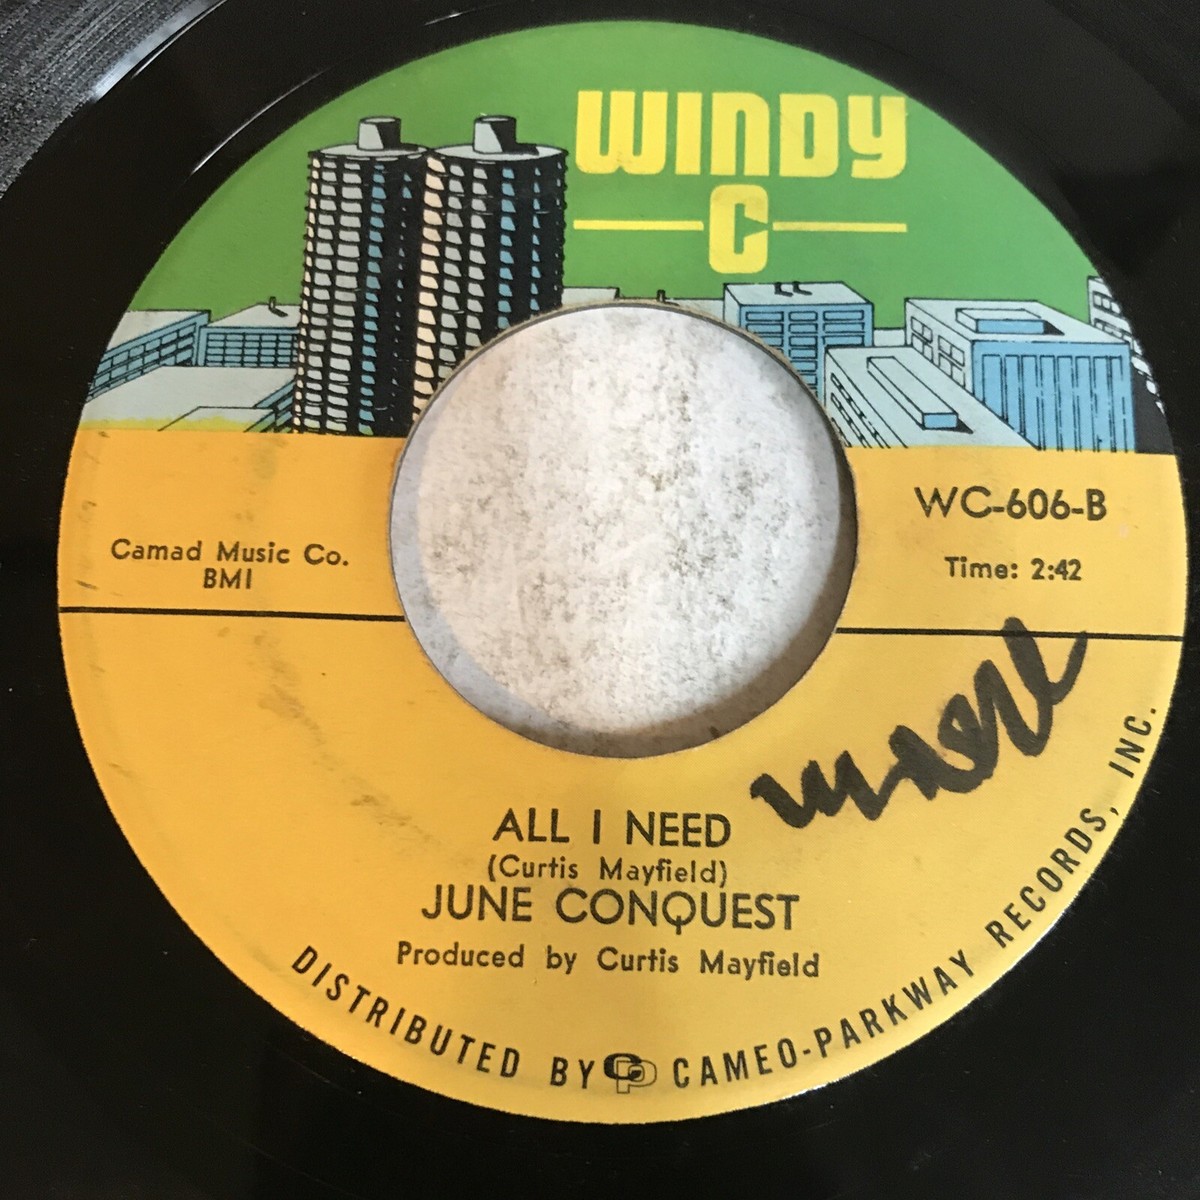 WINDY
C
WC-606-B
Camad Music Co.
BMI
Time: 2:42
ALL I NEED
(Curtis Mayfield)
JUNE CONQUEST
Produced by Curtis Mayfield
DISTRIBUTED BY CP CAMEO-PARKWAY RECORDS, INC.